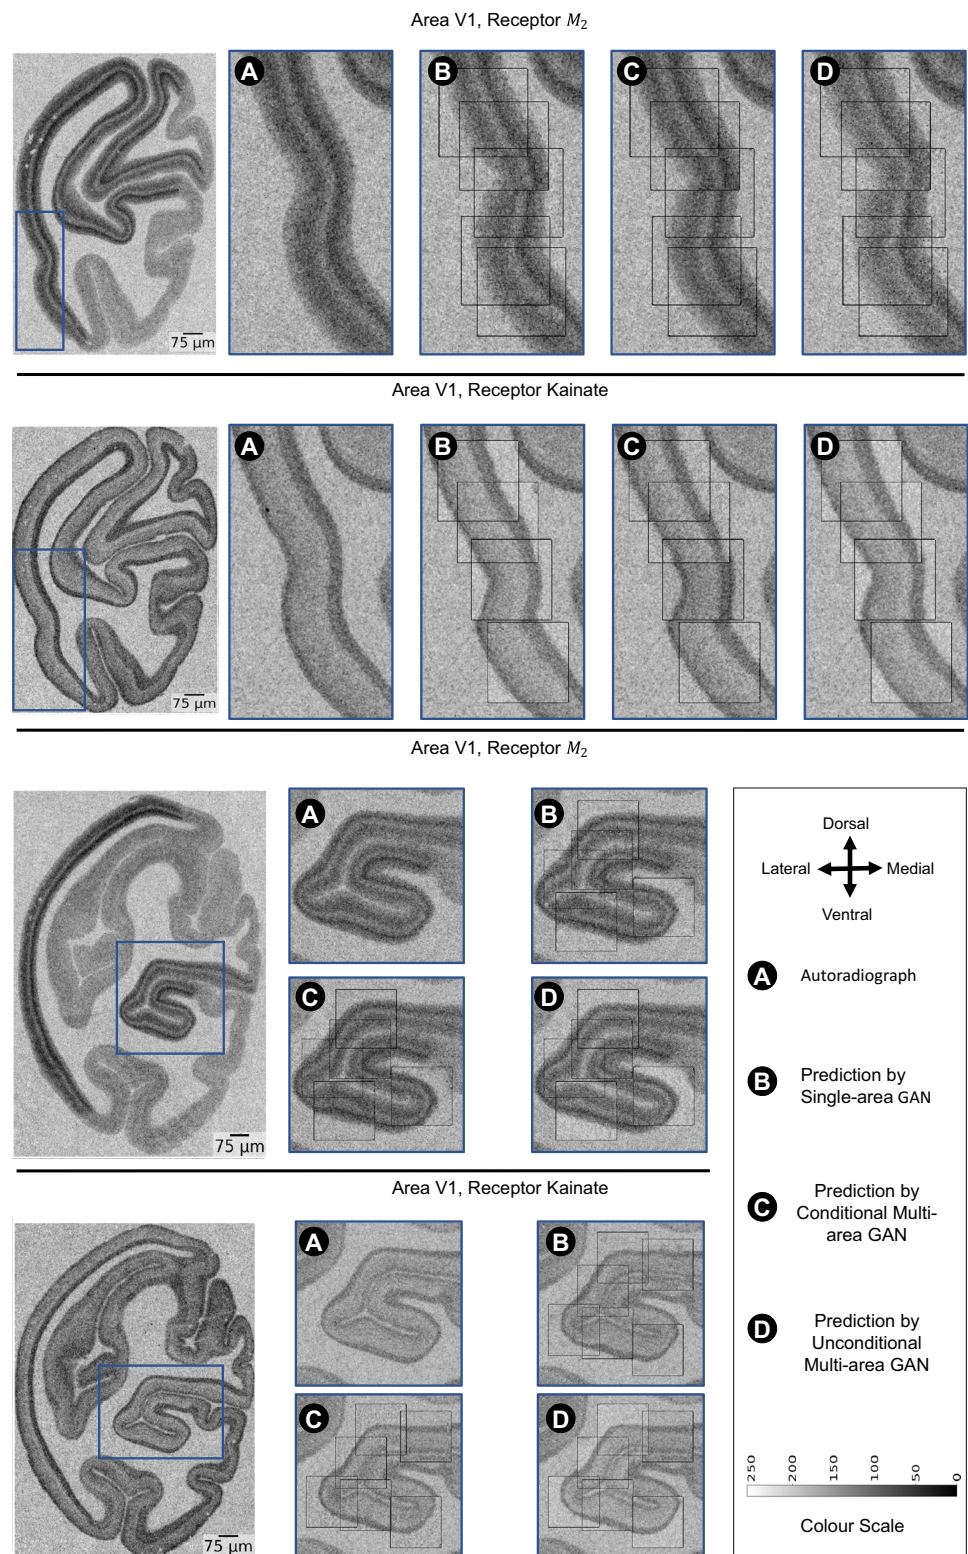 Area V1, Receptor M₂
A
B
C
D
75 µm
Area V1, Receptor Kainate
A
B
C
D
75 µm
Area V1, Receptor M₂
A
B
C
D
75 µm
Area V1, Receptor Kainate
A
B
C
D
75 µm
Dorsal
Lateral
Medial
Ventral
A Autoradiograph
B Prediction by
Single-area GAN
C Prediction by
Conditional Multi-
area GAN
D Prediction by
Unconditional
Multi-area GAN
250 200 150 100 50 0
Colour Scale